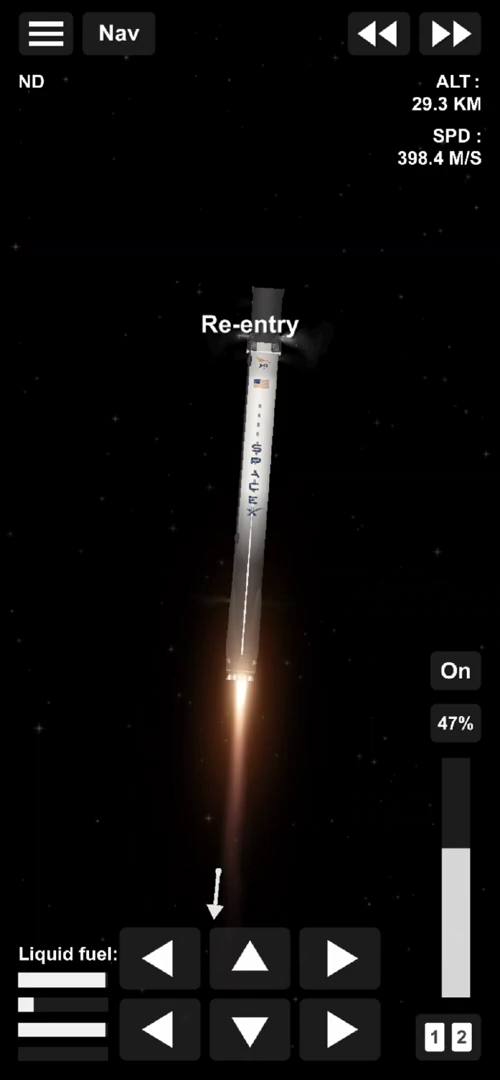 Nav
ND
ALT :
29.3 KM
SPD :
398.4 M/S
Re-entry
SPACEX
On
47%
Liquid fuel:
1 2